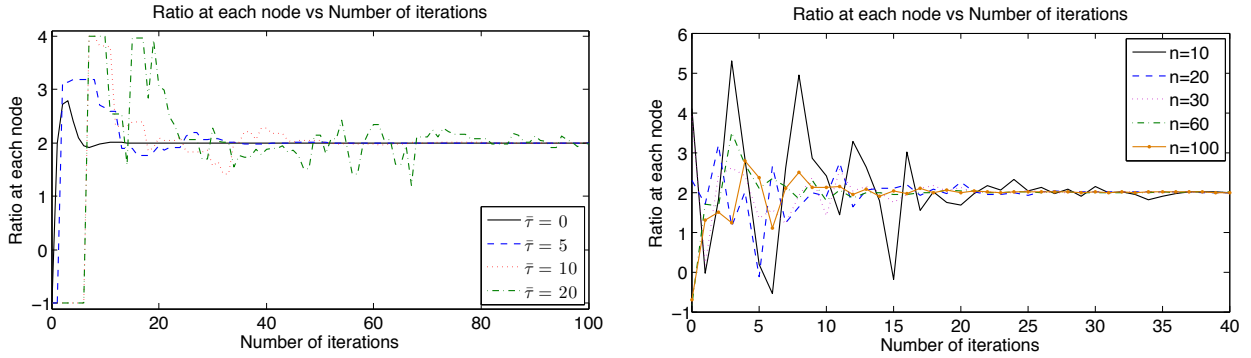 Ratio at each node vs Number of iterations
Ratio at each node
4
3
2
1
0
−1
0
20
40
60
80
100
Number of iterations
τ̄ = 0
τ̄ = 5
τ̄ = 10
τ̄ = 20
Ratio at each node vs Number of iterations
Ratio at each node
6
5
4
3
2
1
0
−1
0
5
10
15
20
25
30
35
40
Number of iterations
n=10
n=20
n=30
n=60
n=100